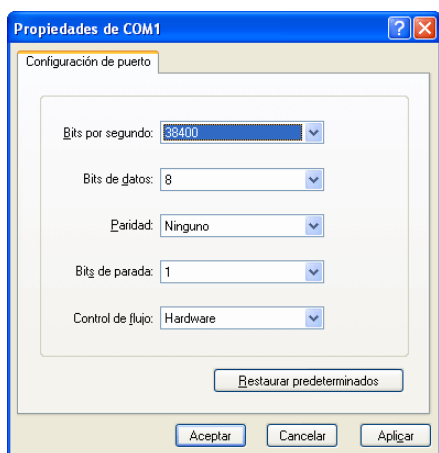 Propiedades de COM1
Configuración de puerto
Bits por segundo: 38400
Bits de datos: 8
Paridad: Ninguno
Bits de parada: 1
Control de flujo: Hardware
Restaurar predeterminados
Aceptar Cancelar Aplicar